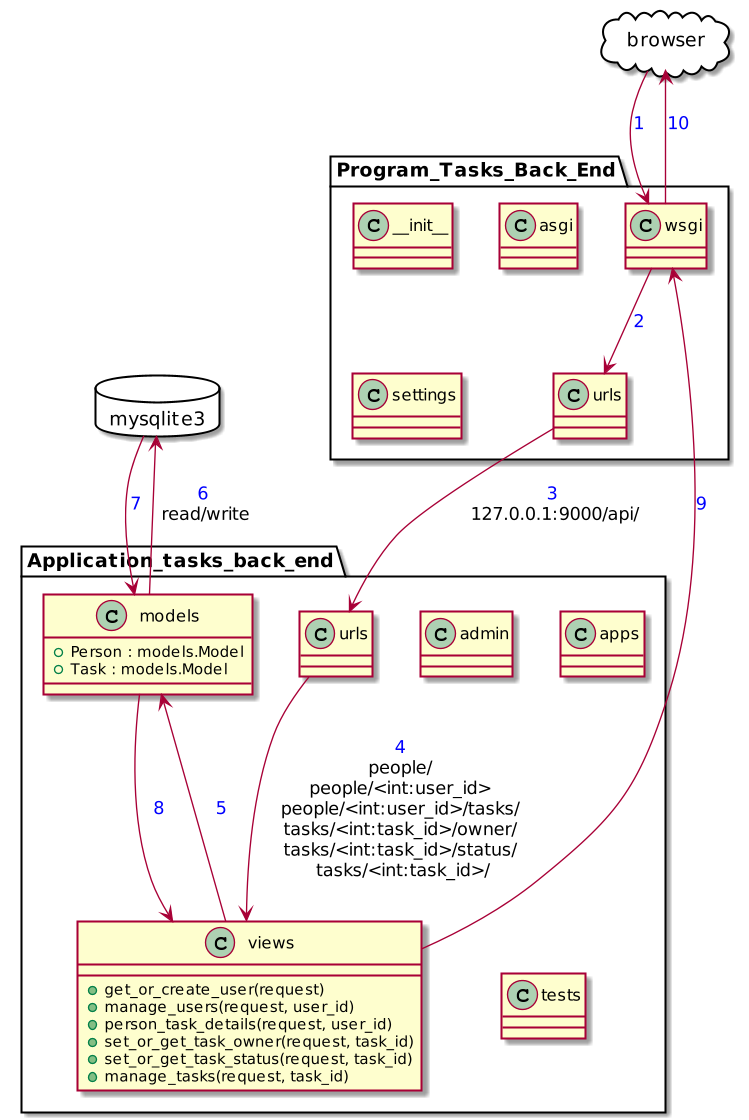 browser
1
10
Program_Tasks_Back_End
C __init__
C asgi
C wsgi
2
C settings
C urls
mysqlite3
7
6
read/write
3
127.0.0.1:9000/api/
9
Application_tasks_back_end
C models
Person : models.Model
Task : models.Model
C urls
C admin
C apps
4
people/
people/<int:user_id>
people/<int:user_id>/tasks/
tasks/<int:task_id>/owner/
tasks/<int:task_id>/status/
tasks/<int:task_id>/
8
5
C views
get_or_create_user(request)
manage_users(request, user_id)
person_task_details(request, user_id)
set_or_get_task_owner(request, task_id)
set_or_get_task_status(request, task_id)
manage_tasks(request, task_id)
C tests